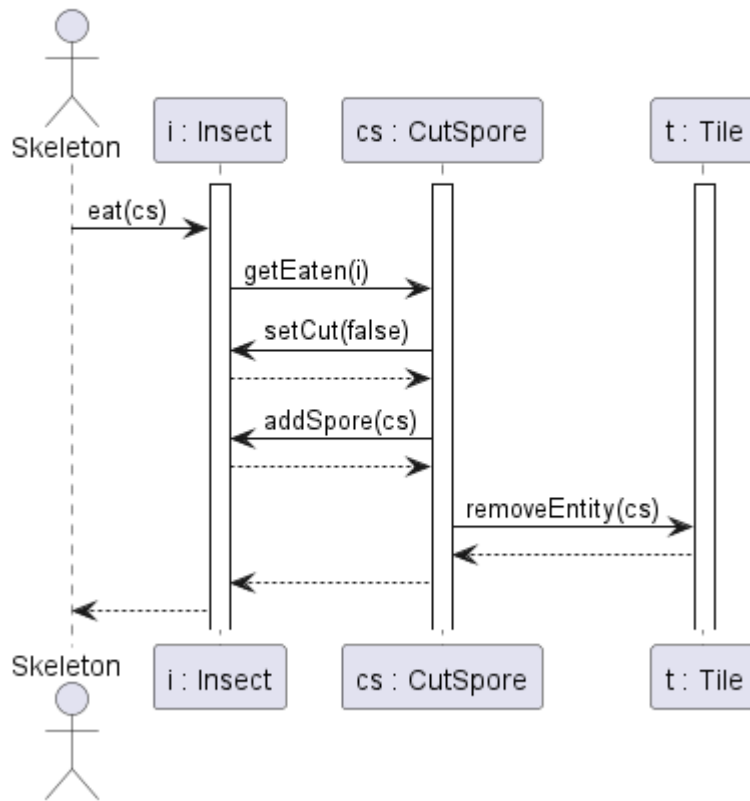 Skeleton
i : Insect
cs : CutSpore
t : Tile
eat(cs)
getEaten(i)
setCut(false)
addSpore(cs)
removeEntity(cs)
Skeleton
i : Insect
cs : CutSpore
t : Tile